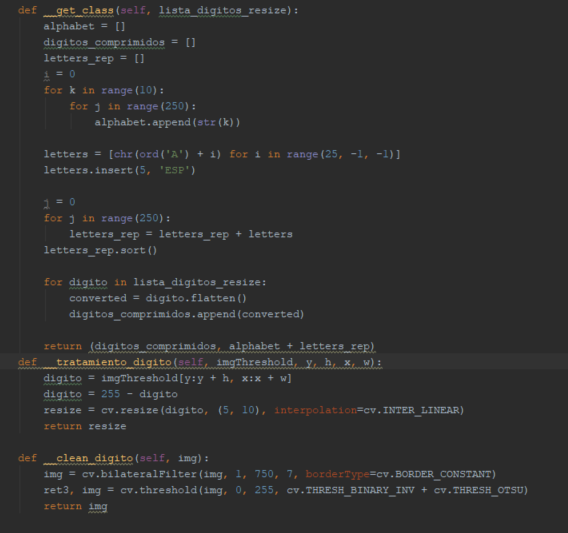 def __get_class(self, lista_digitos_resize):
    alphabet = []
    digitos_comprimidos = []
    letters_rep = []
    i = 0
    for k in range(10):
        for j in range(250):
            alphabet.append(str(k))

    letters = [chr(ord('A') + i) for i in range(25, -1, -1)]
    letters.insert(5, 'ESP')

    j = 0
    for j in range(250):
        letters_rep = letters_rep + letters
    letters_rep.sort()

    for digito in lista_digitos_resize:
        converted = digito.flatten()
        digitos_comprimidos.append(converted)

    return (digitos_comprimidos, alphabet + letters_rep)
def __tratamiento_digito(self, imgThreshold, y, h, x, w):
    digito = imgThreshold[y:y + h, x:x + w]
    digito = 255 - digito
    resize = cv.resize(digito, (5, 10), interpolation=cv.INTER_LINEAR)
    return resize

def __clean_digito(self, img):
    img = cv.bilateralFilter(img, 1, 750, 7, borderType=cv.BORDER_CONSTANT)
    ret3, img = cv.threshold(img, 0, 255, cv.THRESH_BINARY_INV + cv.THRESH_OTSU)
    return img